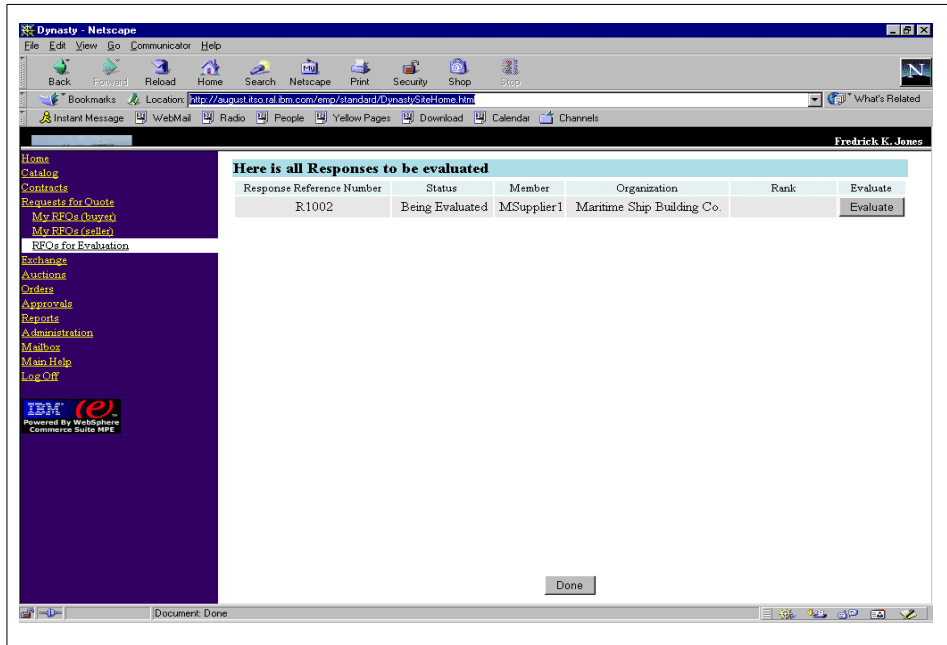 Dynasty - Netscape
File Edit View Go Communicator Help
Back Forward Reload Home Search Netscape Print Security Shop Stop
Bookmarks Location: http://august.itso.ral.ibm.com/emp/standard/DynastySiteHome.htm What's Related
Instant Message WebMail Radio People Yellow Pages Download Calendar Channels
Fredrick K. Jones
Home
Catalog
Contracts
Requests for Quote
My RFQs (buyer)
My RFQs (seller)
RFQs for Evaluation
Exchange
Auctions
Orders
Approvals
Reports
Administration
Mailbox
Main Help
Log Off
IBM
Powered By WebSphere
Commerce Suite MPE
Here is all Responses to be evaluated
Response Reference Number Status Member Organization Rank Evaluate
R1002 Being Evaluated MSupplier1 Maritime Ship Building Co. Evaluate
Done
Document: Done